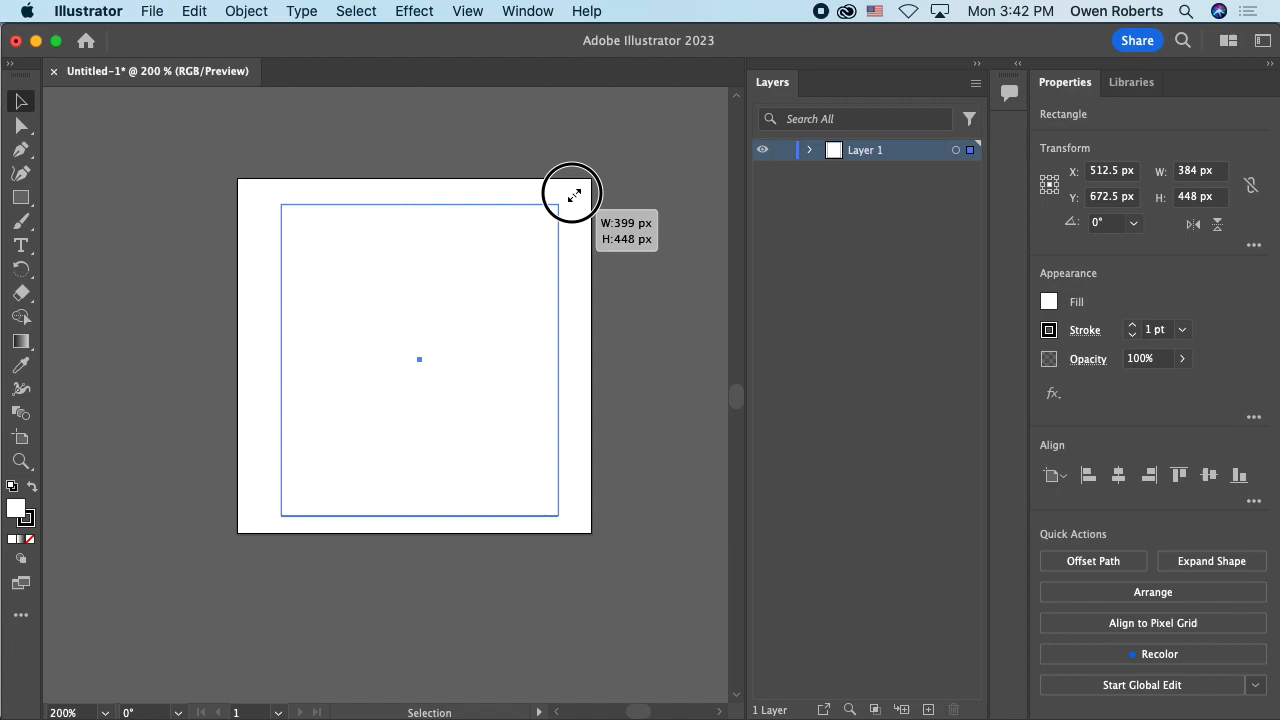 Illustrator File Edit Object Type Select Effect View Window Help Mon 3:42 PM Owen Roberts
Adobe Illustrator 2023
Share
× Untitled-1* @ 200 % (RGB/Preview)
Layers
Properties Libraries
Search All
Layer 1
Rectangle
Transform
X: 512.5 px W: 384 px
Y: 672.5 px H: 448 px
0°
W:399 px
H:448 px
Appearance
Fill
Stroke 1 pt
Opacity 100%
fx.
Align
Quick Actions
Offset Path Expand Shape
Arrange
Align to Pixel Grid
Recolor
Start Global Edit
200% 0° 1 Selection
1 Layer